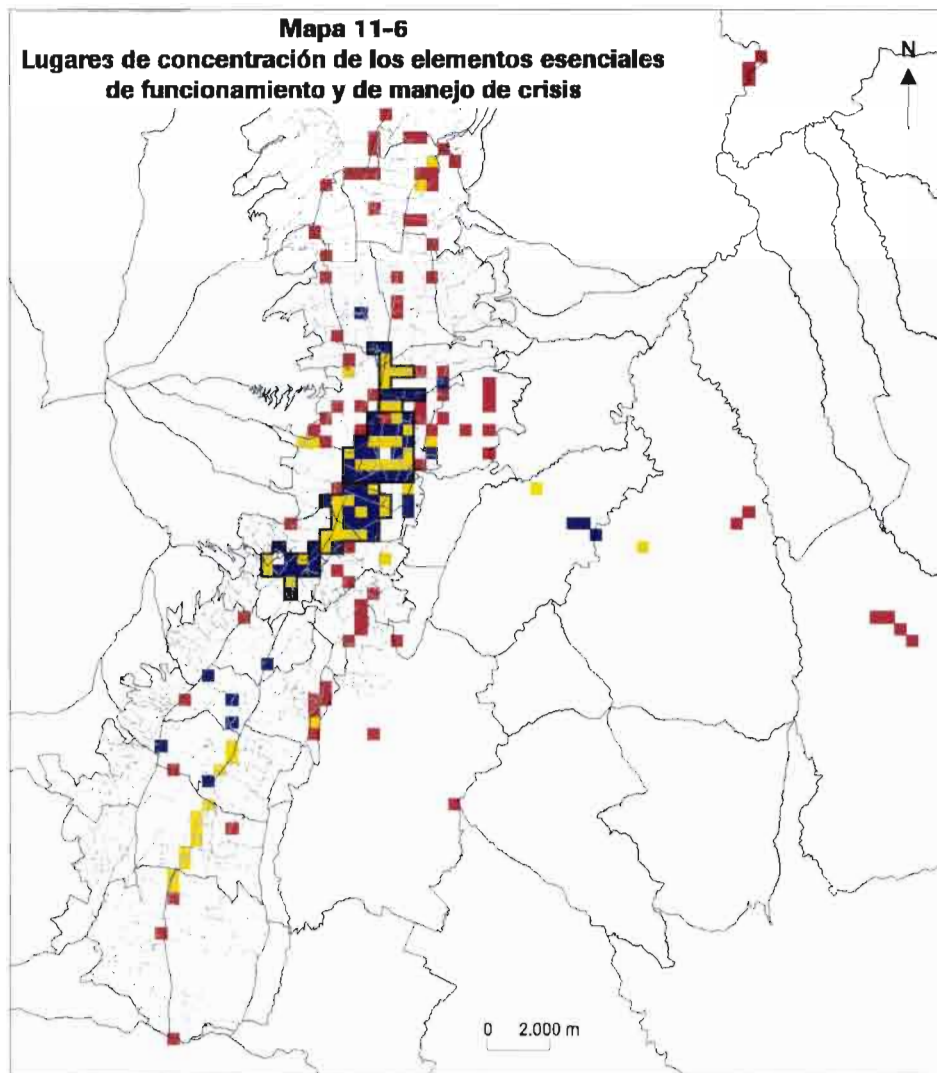 Mapa 11-6
Lugares de concentración de los elementos esenciales
de funcionamiento y de manejo de crisis
N
0 2.000 m